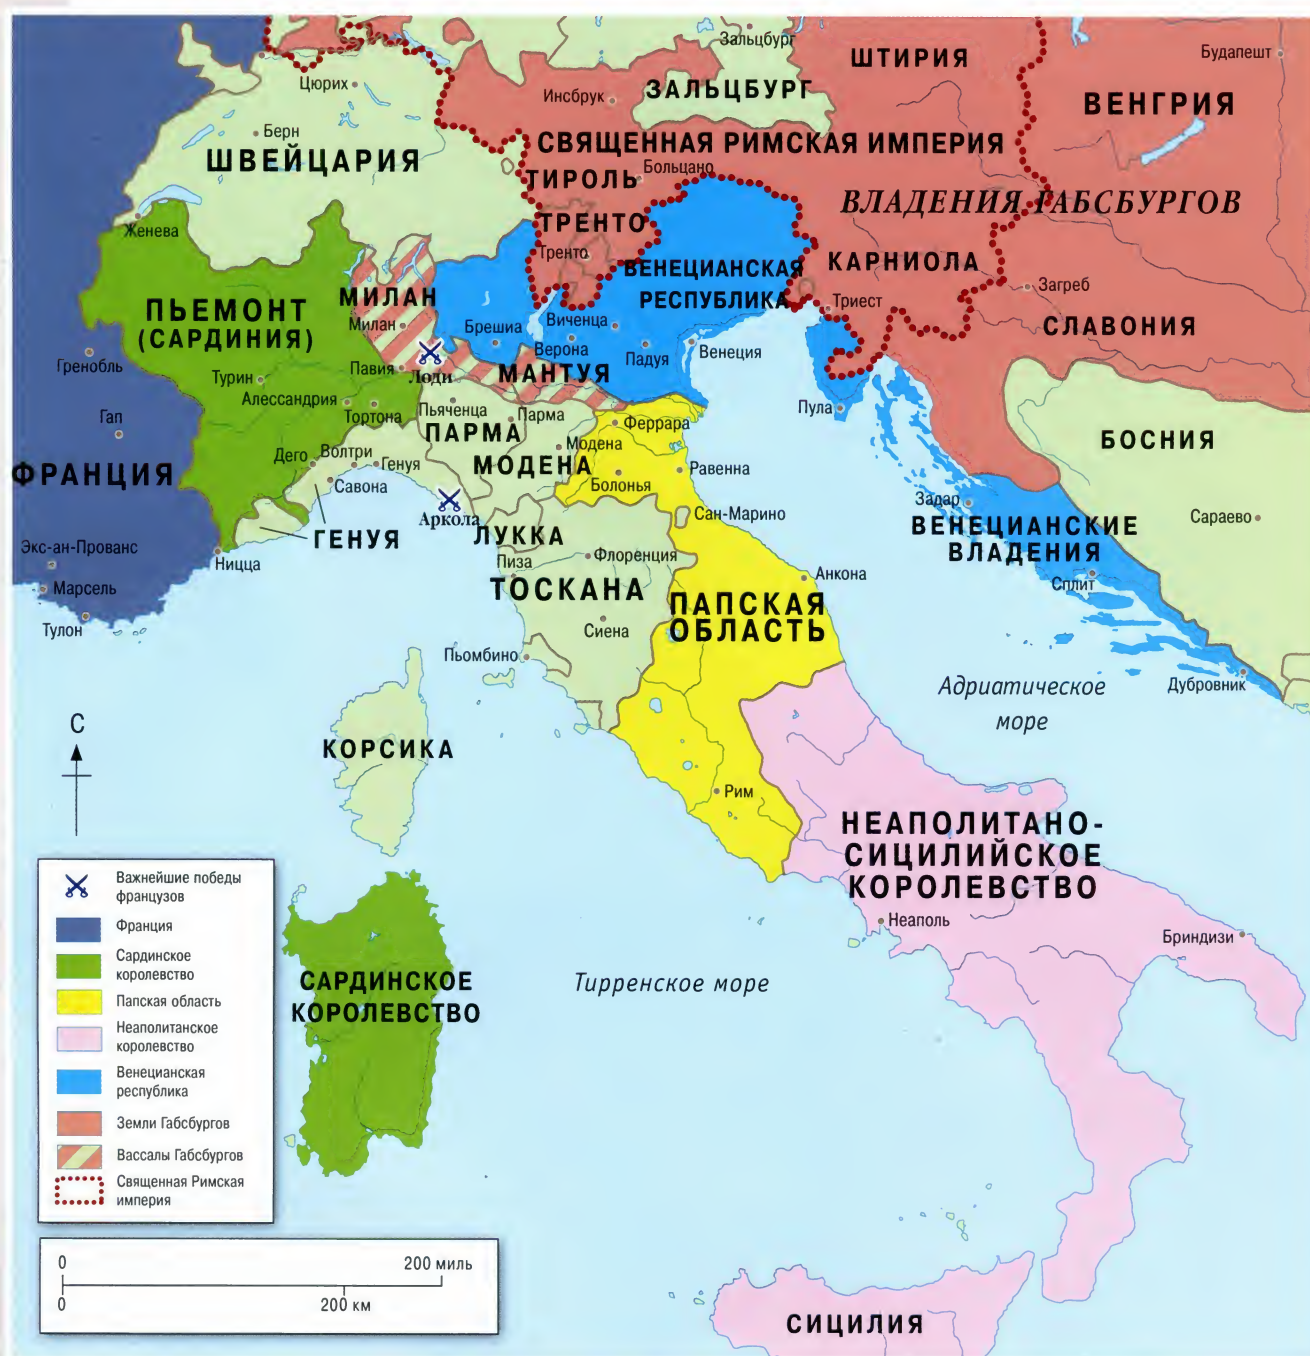 Зальцбург
ШТИРИЯ
Будапешт
Цюрих
Инсбрук
ЗАЛЬЦБУРГ
ВЕНГРИЯ
Берн
СВЯЩЕННАЯ РИМСКАЯ ИМПЕРИЯ
ШВЕЙЦАРИЯ
Больцано
ТИРОЛЬ
ВЛАДЕНИЯ ГАБСБУРГОВ
Женева
ТРЕНТО
Тренто
КАРНИОЛА
ВЕНЕЦИАНСКАЯ
РЕСПУБЛИКА
Загреб
МИЛАН
Триест
ПЬЕМОНТ
(САРДИНИЯ)
Милан
Брешиа
Виченца
СЛАВОНИЯ
Верона
Падуя
Венеция
Гренобль
Павия
Лоди
МАНТУЯ
Турин
Алессандрия
Тортона
Пьяченца
Парма
Пула
Гап
ПАРМА
Феррара
Модена
БОСНИЯ
Дего
Волтри
Генуя
МОДЕНА
Равенна
ФРАНЦИЯ
Савона
Болонья
Задар
Аркола
Сан-Марино
Сараево
ГЕНУЯ
ЛУККА
ВЕНЕЦИАНСКИЕ
ВЛАДЕНИЯ
Экс-ан-Прованс
Ницца
Пиза
Флоренция
Марсель
ТОСКАНА
Анкона
Сплит
Тулон
Сиена
ПАПСКАЯ
ОБЛАСТЬ
Пьомбино
Адриатическое
море
Дубровник
С
КОРСИКА
Рим
НЕАПОЛИТАНО-
СИЦИЛИЙСКОЕ
КОРОЛЕВСТВО
Неаполь
Бриндизи
САРДИНСКОЕ
КОРОЛЕВСТВО
Тирренское море
СИЦИЛИЯ
Важнейшие победы
французов
Франция
Сардинское
королевство
Папская область
Неаполитанское
королевство
Венецианская
республика
Земли Габсбургов
Вассалы Габсбургов
Священная Римская
империя
0
200 миль
0
200 км